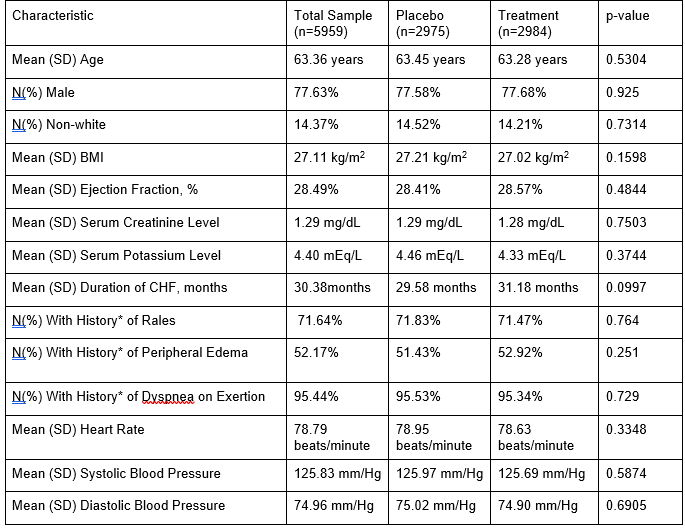 Characteristic Total Sample Placebo Treatment p-value
(n=5959) (n=2975) (n=2984)
Mean (SD) Age 63.36 years 63.45 years 63.28 years 0.5304
N(%) Male 77.63% 77.58% 77.68% 0.925
N(%) Non-white 14.37% 14.52% 14.21% 0.7314
Mean (SD) BMI 27.11 kg/m² 27.21 kg/m² 27.02 kg/m² 0.1598
Mean (SD) Ejection Fraction, % 28.49% 28.41% 28.57% 0.4844
Mean (SD) Serum Creatinine Level 1.29 mg/dL 1.29 mg/dL 1.28 mg/dL 0.7503
Mean (SD) Serum Potassium Level 4.40 mEq/L 4.46 mEq/L 4.33 mEq/L 0.3744
Mean (SD) Duration of CHF, months 30.38months 29.58 months 31.18 months 0.0997
N(%) With History* of Rales 71.64% 71.83% 71.47% 0.764
N(%) With History* of Peripheral Edema 52.17% 51.43% 52.92% 0.251
N(%) With History* of Dyspnea on Exertion 95.44% 95.53% 95.34% 0.729
Mean (SD) Heart Rate 78.79 78.95 78.63 0.3348
beats/minute beats/minute beats/minute
Mean (SD) Systolic Blood Pressure 125.83 mm/Hg 125.97 mm/Hg 125.69 mm/Hg 0.5874
Mean (SD) Diastolic Blood Pressure 74.96 mm/Hg 75.02 mm/Hg 74.90 mm/Hg 0.6905